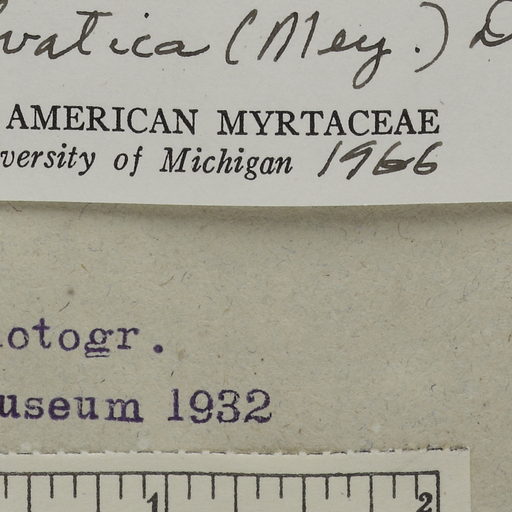 vatica (Mey.) D
AMERICAN MYRTACEAE
versity of Michigan 1966
otogr.
useum 1932
1 2